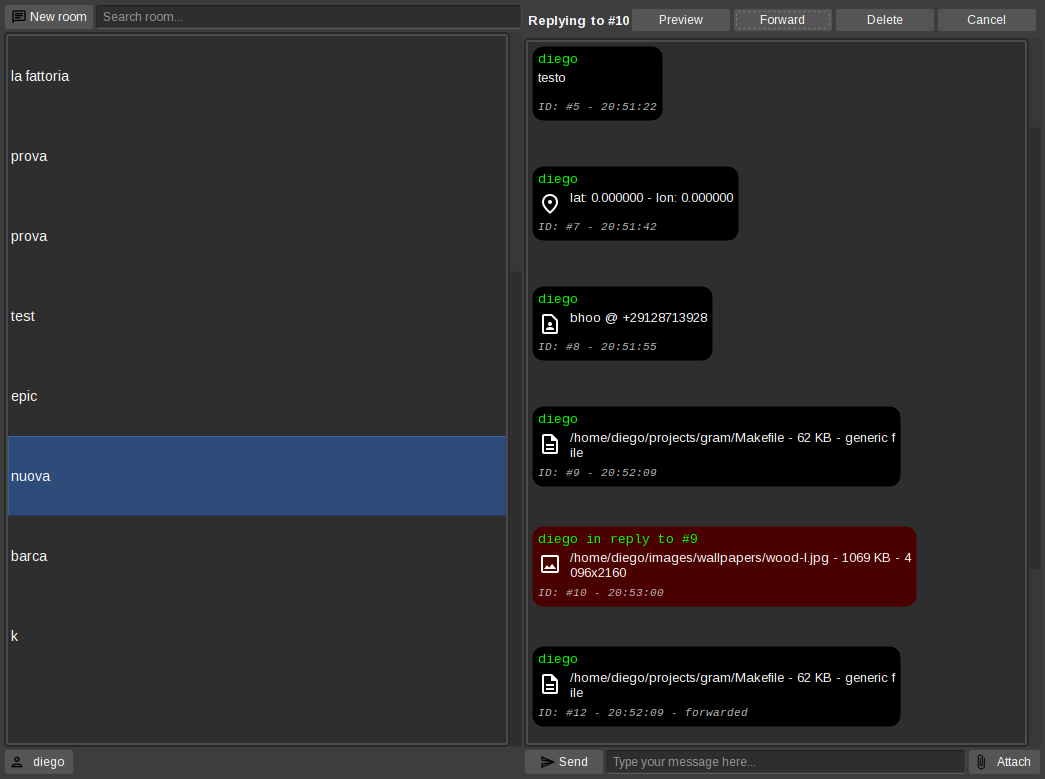 New room
Search room...
la fattoria
prova
prova
test
epic
nuova
barca
k
diego
Replying to #10
Preview
Forward
Delete
Cancel
diego
testo
ID: #5 - 20:51:22
diego
lat: 0.000000 - lon: 0.000000
ID: #7 - 20:51:42
diego
bhoo @ +29128713928
ID: #8 - 20:51:55
diego
/home/diego/projects/gram/Makefile - 62 KB - generic f
ile
ID: #9 - 20:52:09
diego in reply to #9
/home/diego/images/wallpapers/wood-l.jpg - 1069 KB - 4
096x2160
ID: #10 - 20:53:00
diego
/home/diego/projects/gram/Makefile - 62 KB - generic f
ile
ID: #12 - 20:52:09 - forwarded
Send
Type your message here...
Attach